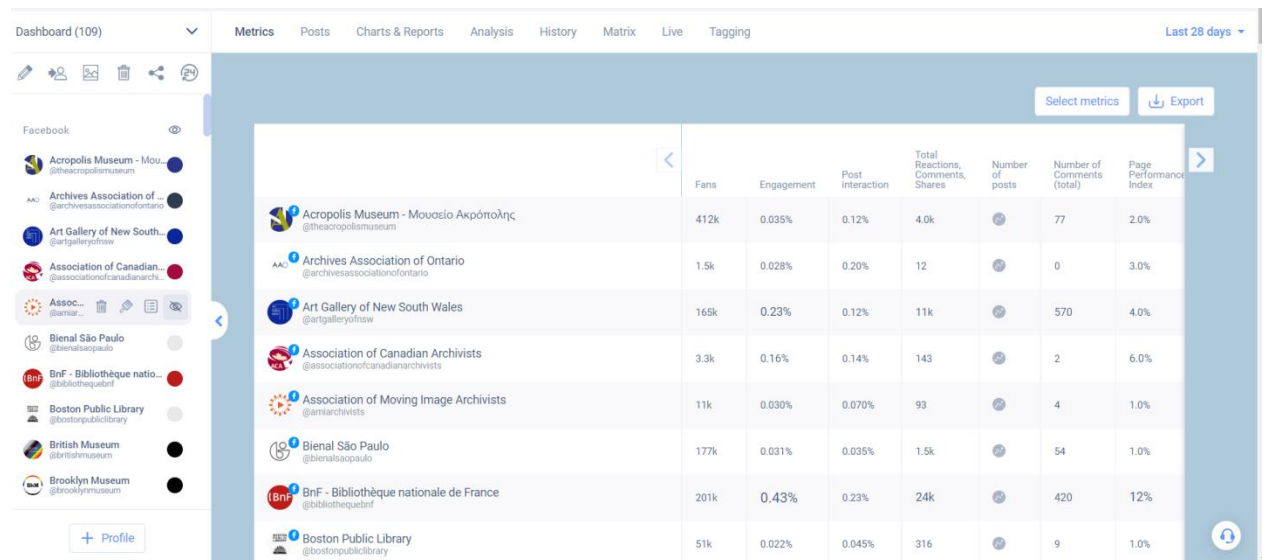 Dashboard (109)
Metrics Posts Charts & Reports Analysis History Matrix Live Tagging
Last 28 days
Select metrics
Export
Facebook
Acropolis Museum - Mou...
@theacropolismuseum
Archives Association of ...
@archivesassociationofontario
Art Gallery of New South...
@artgalleryofnsw
Association of Canadian...
@associationofcanadianarchi...
Assoc...
@amiar...
Bienal São Paulo
@bienalsaopaulo
BnF - Bibliothèque natio...
@bibliothequebnf
Boston Public Library
@bostonpubliclibrary
British Museum
@britishmuseum
Brooklyn Museum
@brooklynmuseum
+ Profile
Fans
Engagement
Post
interaction
Total
Reactions,
Comments,
Shares
Number
of
posts
Number of
Comments
(total)
Page
Performance
Index
Acropolis Museum - Μουσείο Ακρόπολης
@theacropolismuseum
412k 0.035% 0.12% 4.0k 77 2.0%
Archives Association of Ontario
@archivesassociationofontario
1.5k 0.028% 0.20% 12 0 3.0%
Art Gallery of New South Wales
@artgalleryofnsw
165k 0.23% 0.12% 11k 570 4.0%
Association of Canadian Archivists
@associationofcanadianarchivists
3.3k 0.16% 0.14% 143 2 6.0%
Association of Moving Image Archivists
@amiarchivists
11k 0.030% 0.070% 93 4 1.0%
Bienal São Paulo
@bienalsaopaulo
177k 0.031% 0.035% 1.5k 54 1.0%
BnF - Bibliothèque nationale de France
@bibliothequebnf
201k 0.43% 0.23% 24k 420 12%
Boston Public Library
@bostonpubliclibrary
51k 0.022% 0.045% 316 9 1.0%